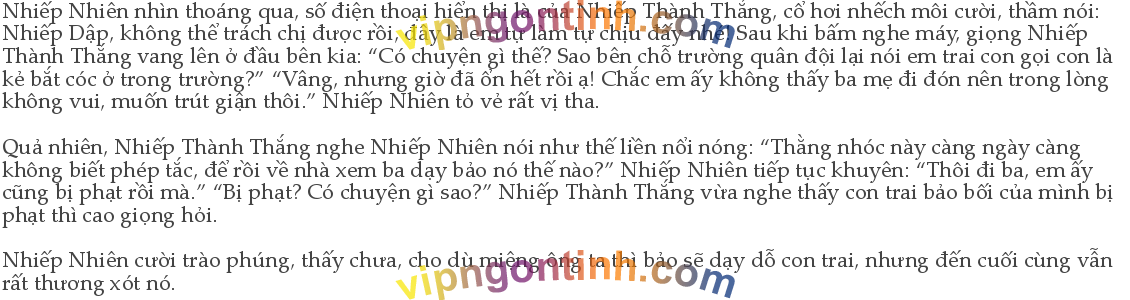 Nhiếp Nhiên nhìn thoáng qua, số điện thoại hiển thị là của Nhiếp Thành Thắng, cô hơi nhếch môi cười, thầm nói:
Nhiếp Dập, không thể trách chị được rồi, đây là em tự làm tự chịu đấy nhé. Sau khi bấm nghe máy, giọng Nhiếp
Thành Thắng vang lên ở đầu bên kia: “Có chuyện gì thế? Sao bên chỗ trường quân đội lại nói em trai con gọi con là
kẻ bắt cóc ở trong trường?” “Vâng, nhưng giờ đã ổn hết rồi ạ! Chắc em ấy không thấy ba mẹ đi đón nên trong lòng
không vui, muốn trút giận thôi.” Nhiếp Nhiên tỏ vẻ rất vị tha.
Quả nhiên, Nhiếp Thành Thắng nghe Nhiếp Nhiên nói như thế liền nổi nóng: “Thằng nhóc này càng ngày càng
không biết phép tắc, để rồi về nhà xem ba dạy bảo nó thế nào?” Nhiếp Nhiên tiếp tục khuyên: “Thôi đi ba, em ấy
cũng bị phạt rồi mà.” “Bị phạt? Có chuyện gì sao?” Nhiếp Thành Thắng vừa nghe thấy con trai bảo bối của mình bị
phạt thì cao giọng hỏi.
Nhiếp Nhiên cười trào phúng, thấy chưa, cho dù miệng ông ta thì bảo sẽ dạy dỗ con trai, nhưng đến cuối cùng vẫn
rất thương xót nó.
vipngontinh.com
vipngontinh.com